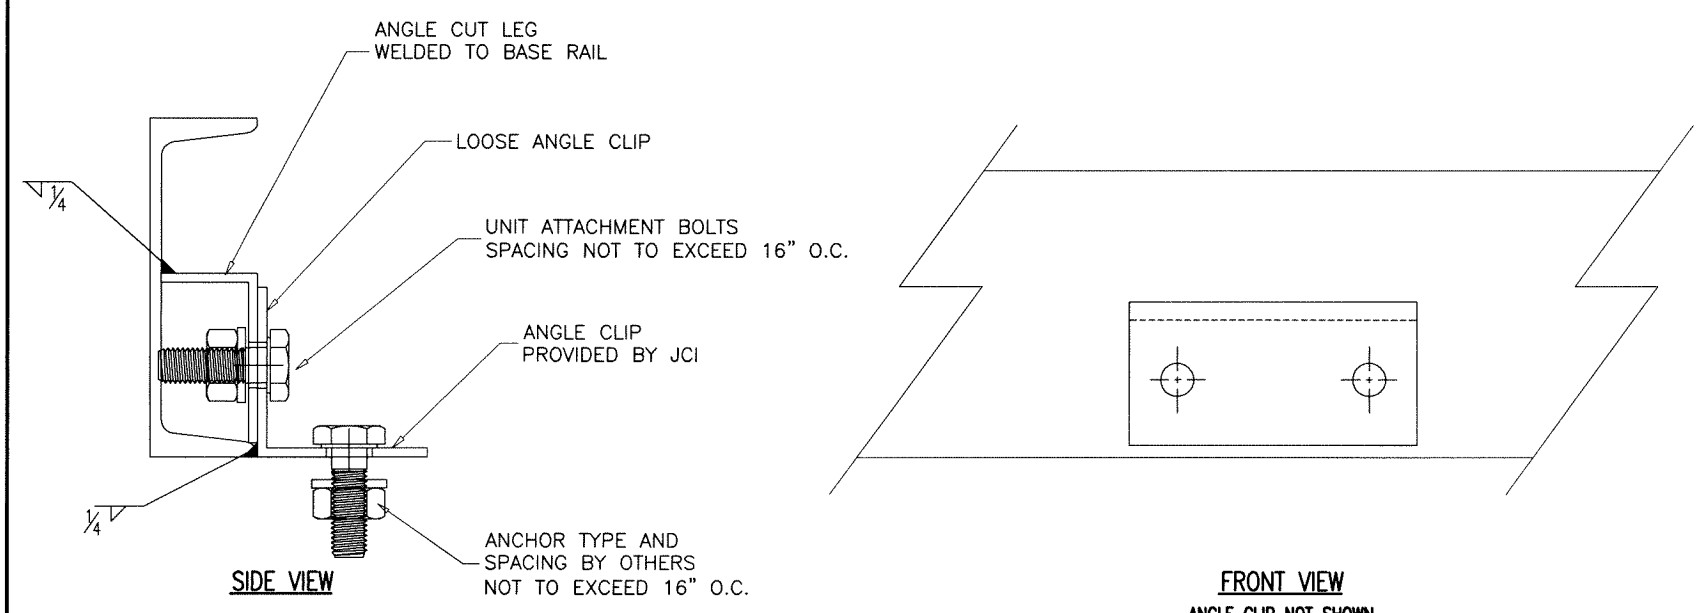 ANGLE CUT LEG
WELDED TO BASE RAIL
LOOSE ANGLE CLIP
1/4
UNIT ATTACHMENT BOLTS
SPACING NOT TO EXCEED 16" O.C.
ANGLE CLIP
PROVIDED BY JCI
1/4
ANCHOR TYPE AND
SPACING BY OTHERS
NOT TO EXCEED 16" O.C.
SIDE VIEW
FRONT VIEW
ANGLE CLIP NOT SHOWN